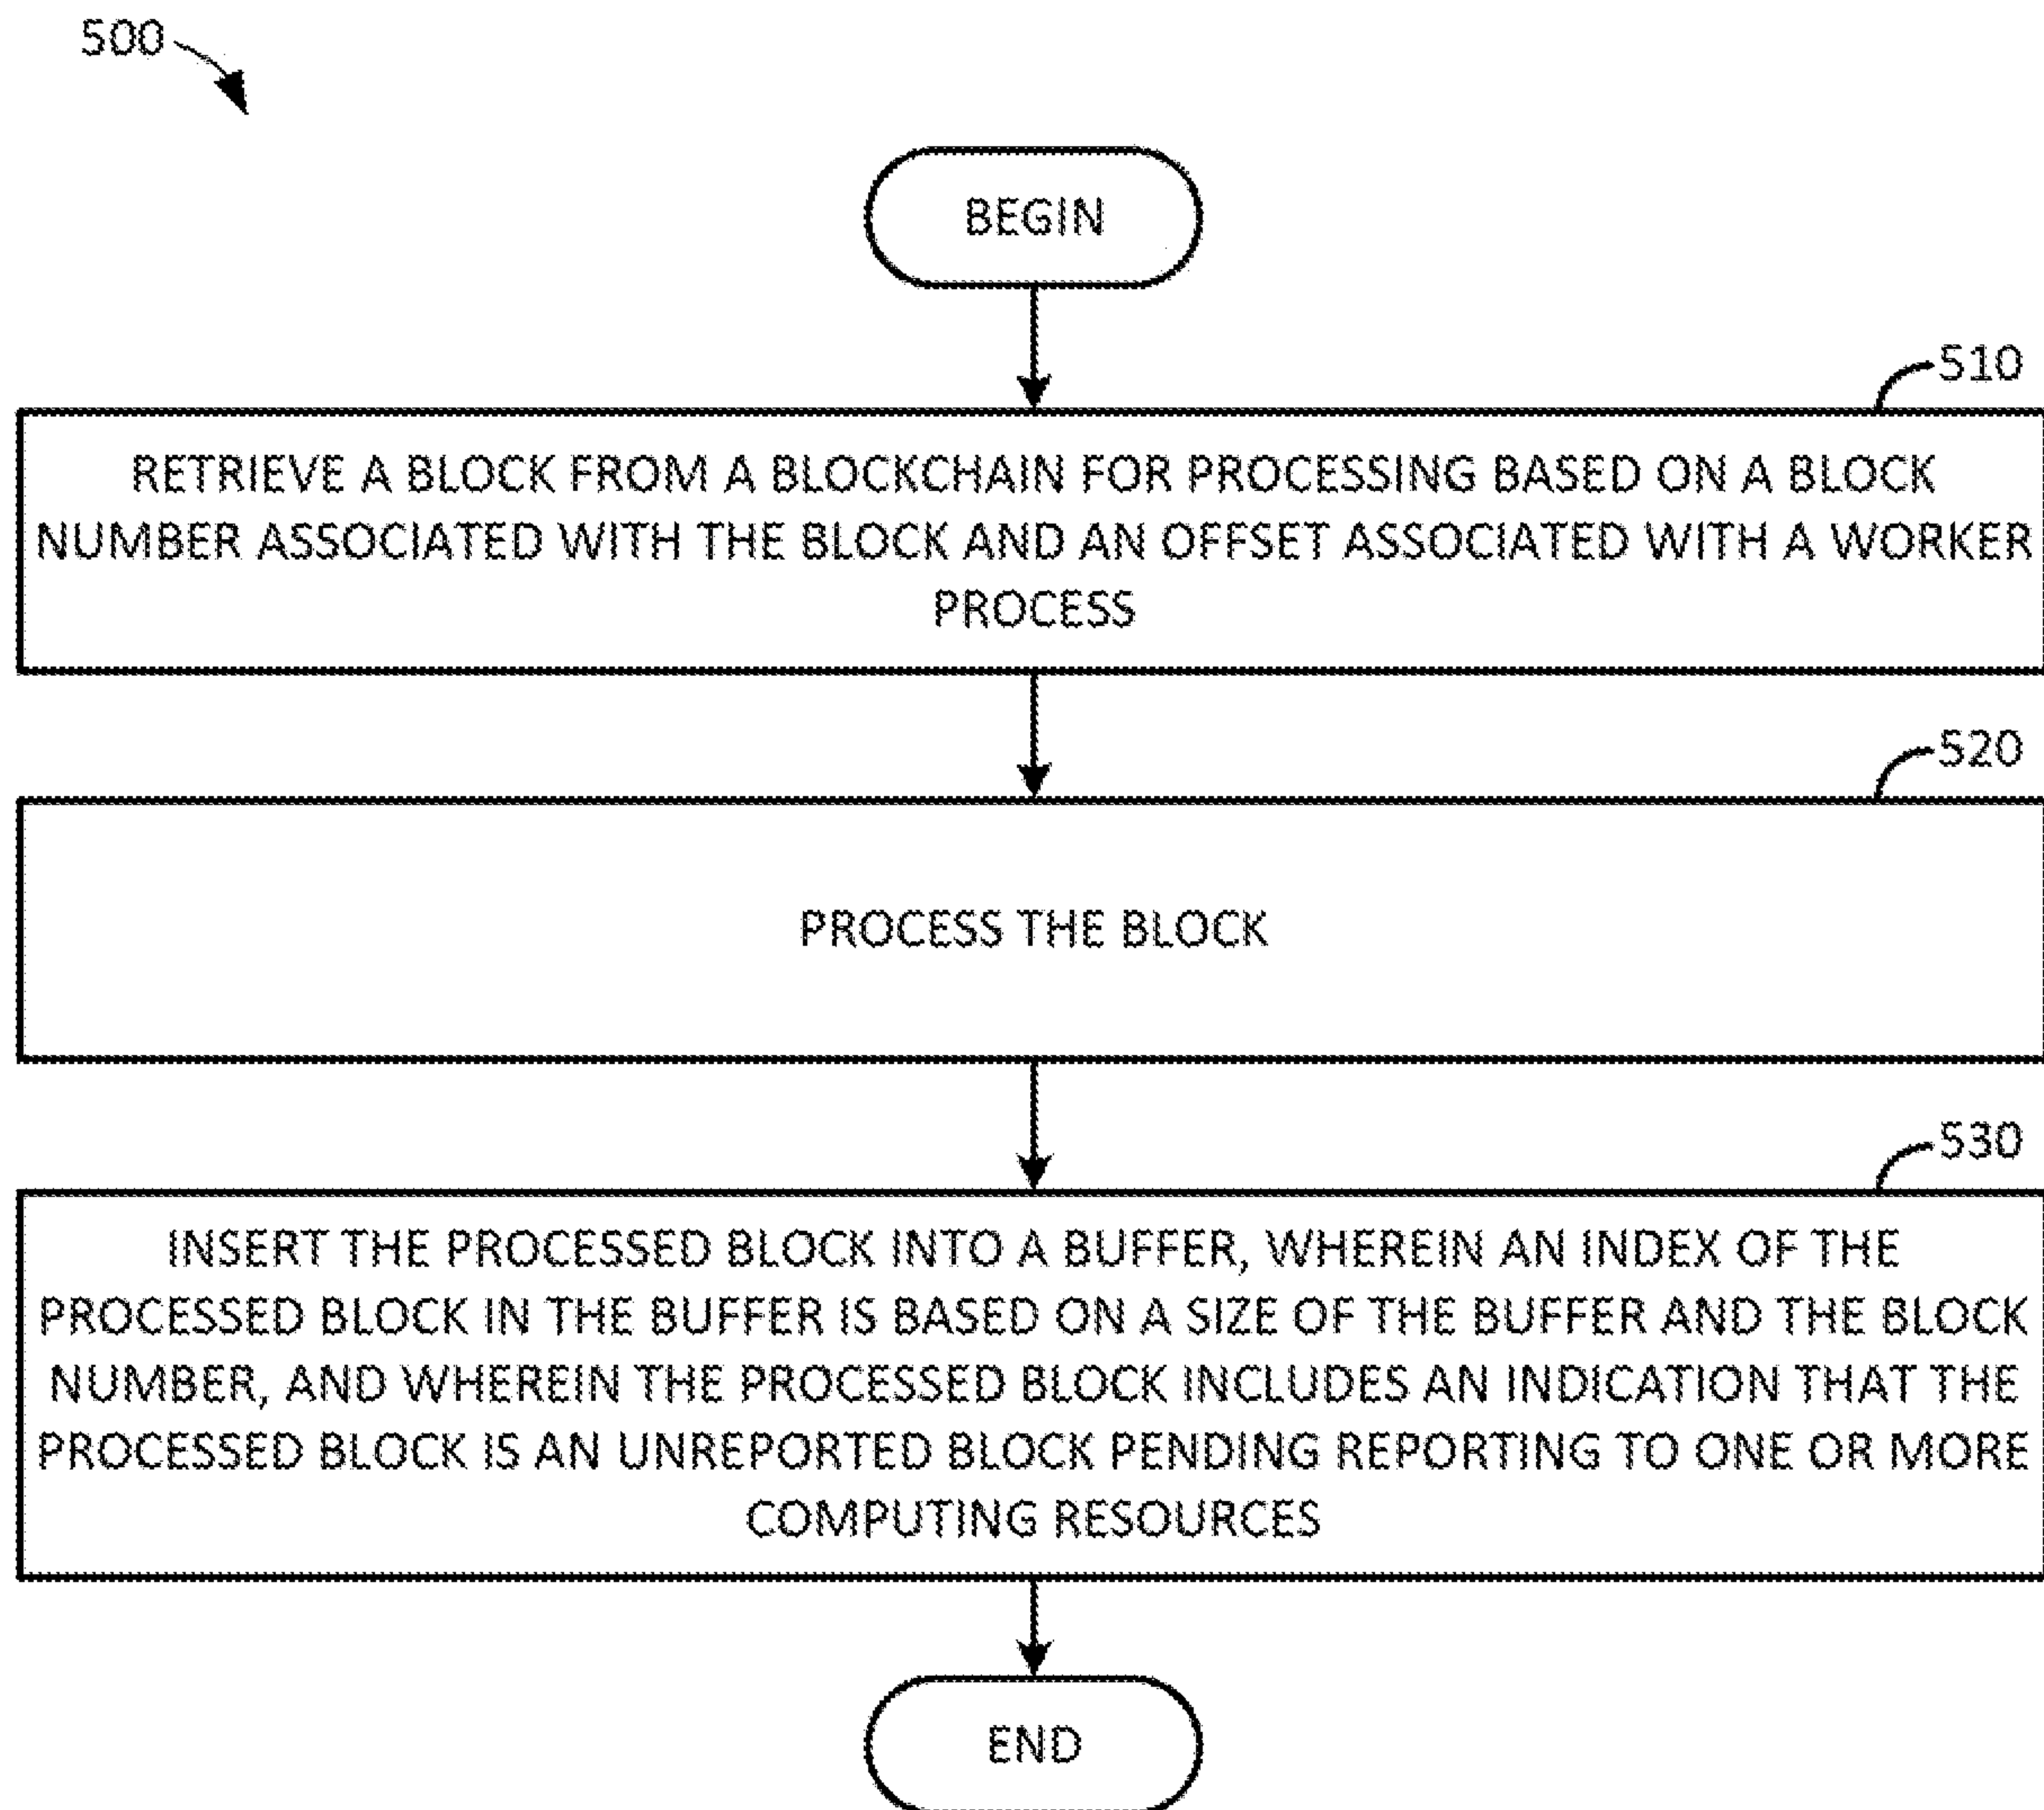 500
BEGIN
510
RETRIEVE A BLOCK FROM A BLOCKCHAIN FOR PROCESSING BASED ON A BLOCK
NUMBER ASSOCIATED WITH THE BLOCK AND AN OFFSET ASSOCIATED WITH A WORKER
PROCESS
520
PROCESS THE BLOCK
530
INSERT THE PROCESSED BLOCK INTO A BUFFER, WHEREIN AN INDEX OF THE
PROCESSED BLOCK IN THE BUFFER IS BASED ON A SIZE OF THE BUFFER AND THE BLOCK
NUMBER, AND WHEREIN THE PROCESSED BLOCK INCLUDES AN INDICATION THAT THE
PROCESSED BLOCK IS AN UNREPORTED BLOCK PENDING REPORTING TO ONE OR MORE
COMPUTING RESOURCES
END